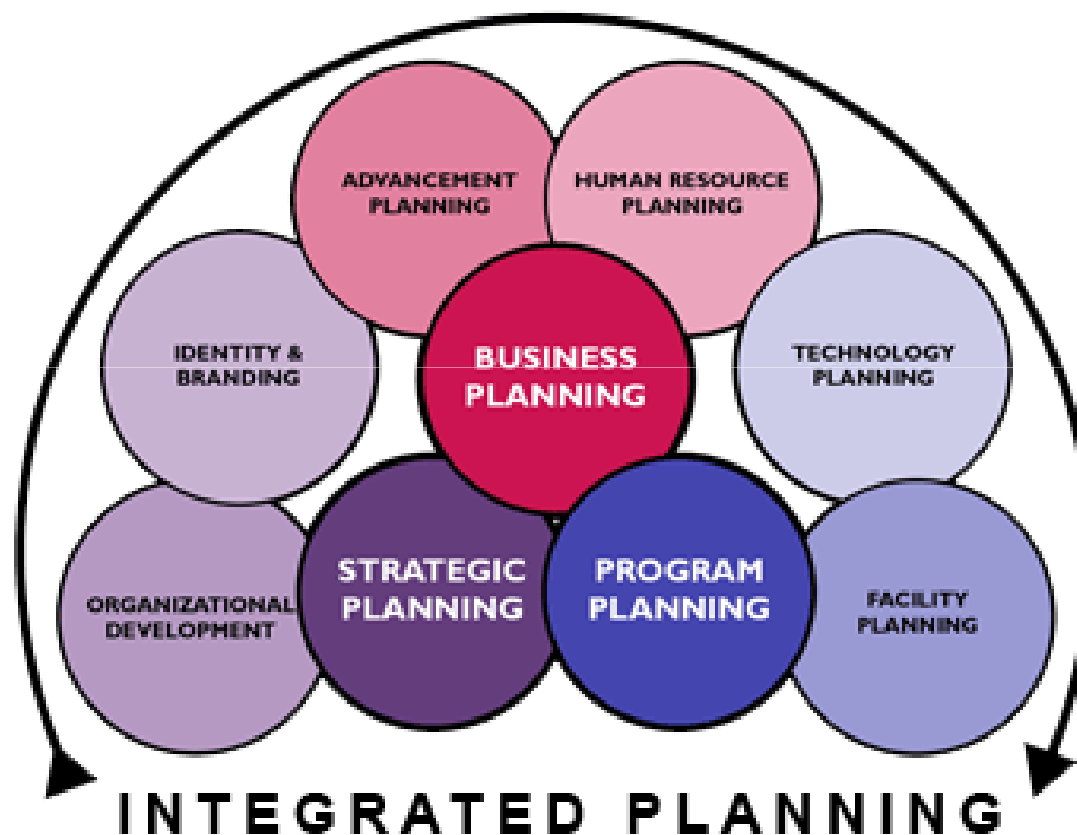 ADVANCEMENT
PLANNING
HUMAN RESOURCE
PLANNING
IDENTITY &
BRANDING
BUSINESS
PLANNING
TECHNOLOGY
PLANNING
ORGANIZATIONAL
DEVELOPMENT
STRATEGIC
PLANNING
PROGRAM
PLANNING
FACILITY
PLANNING
INTEGRATED PLANNING